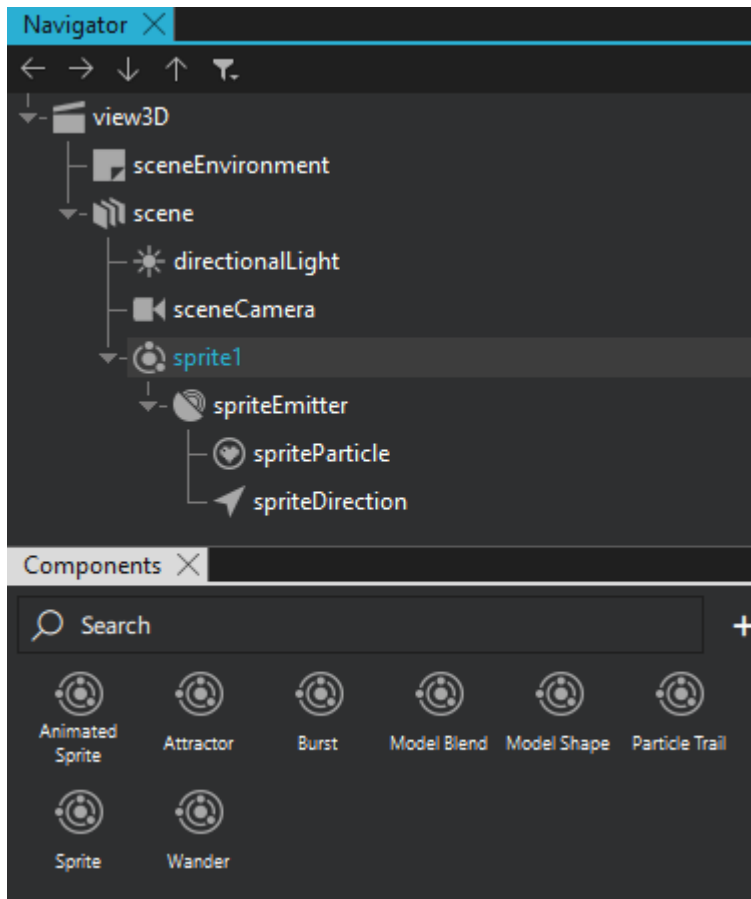 Navigator
view3D
sceneEnvironment
scene
directionalLight
sceneCamera
sprite1
spriteEmitter
spriteParticle
spriteDirection
Components
Search
Animated
Sprite
Attractor
Burst
Model Blend
Model Shape
Particle Trail
Sprite
Wander